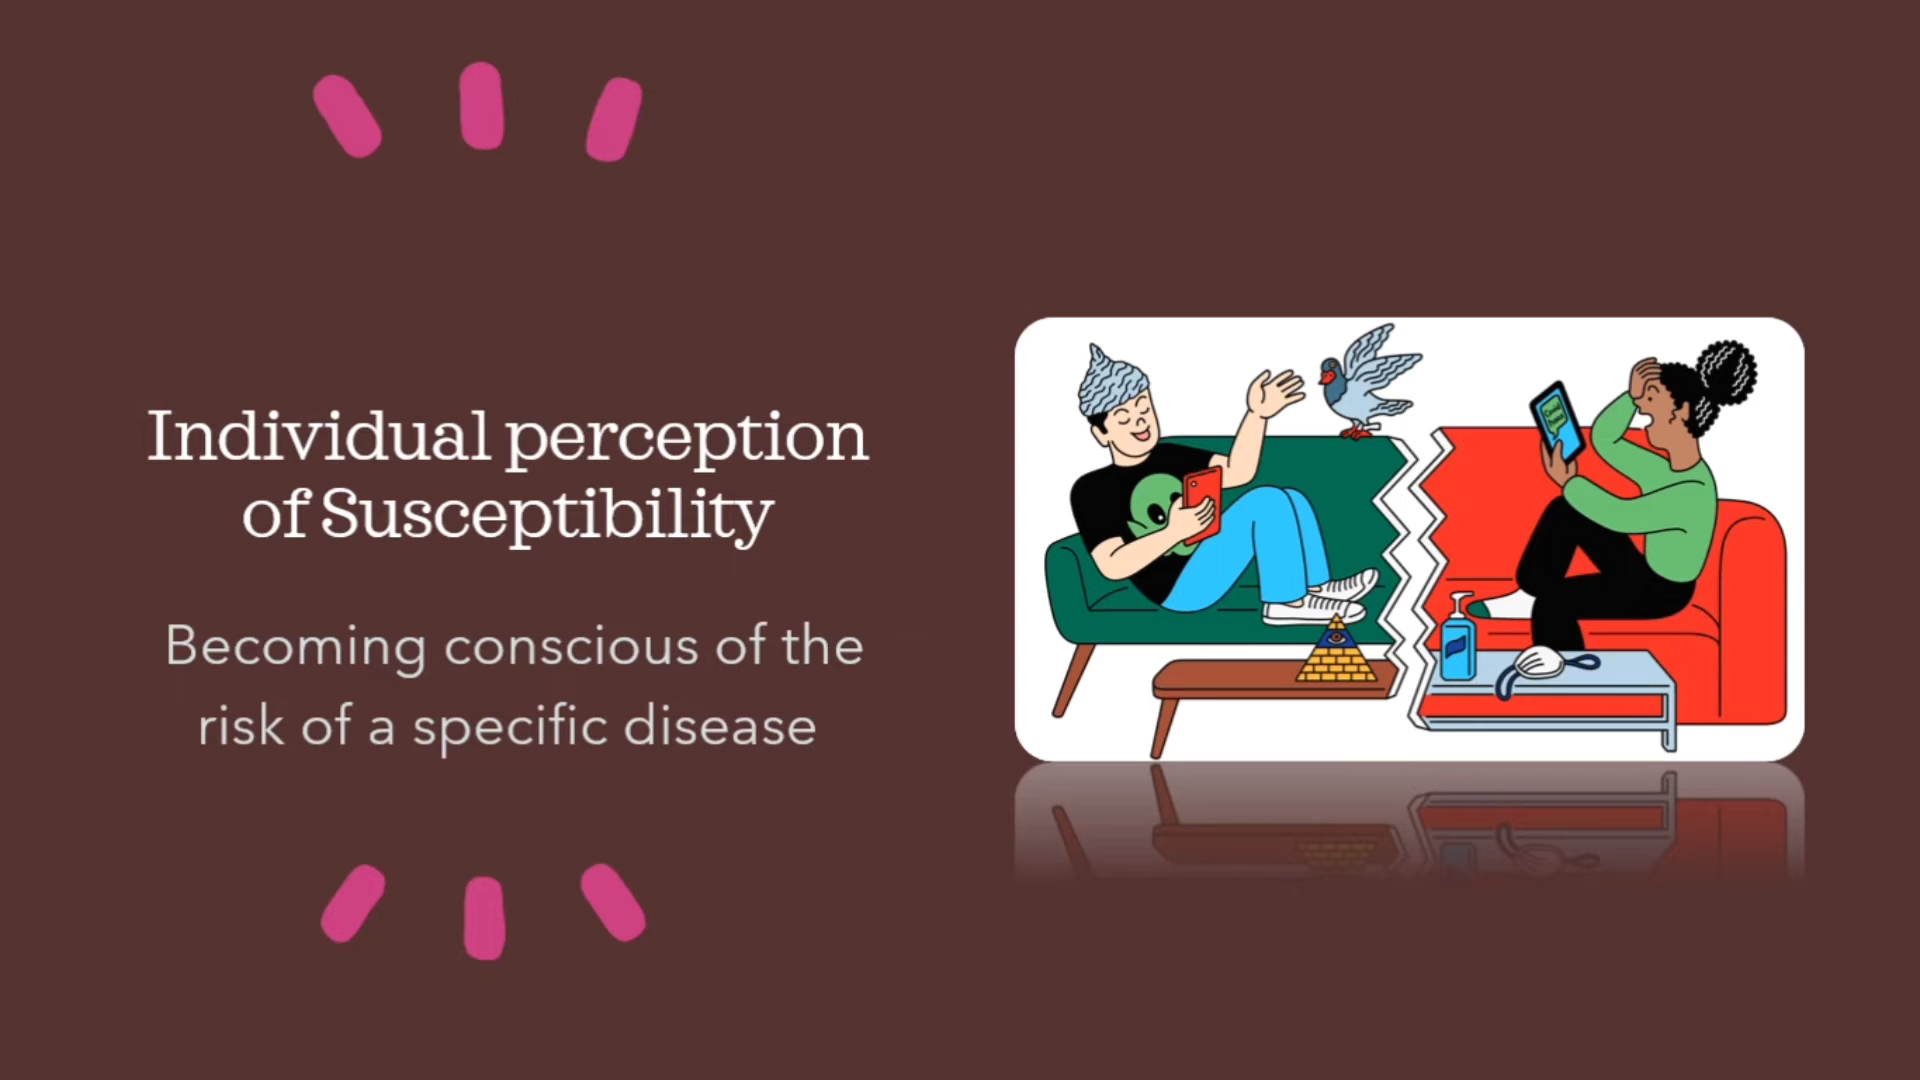 Individual perception
of Susceptibility
Becoming conscious of the
risk of a specific disease